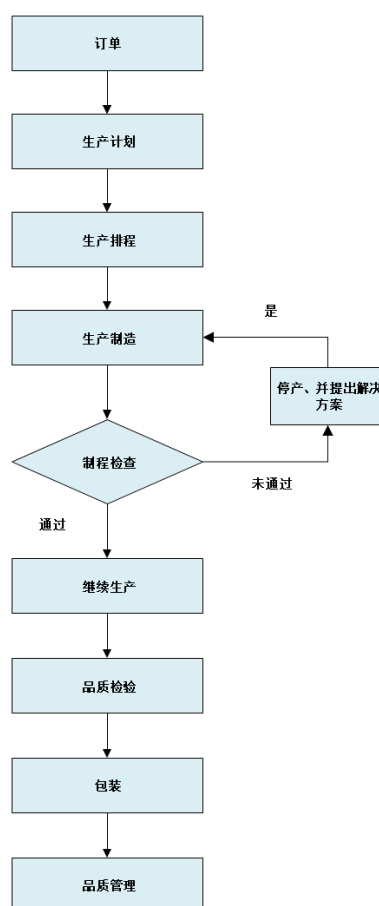 订单
生产计划
生产排程
生产制造
是
停产、并提出解决
方案
制程检查
未通过
通过
继续生产
品质检验
包装
品质管理